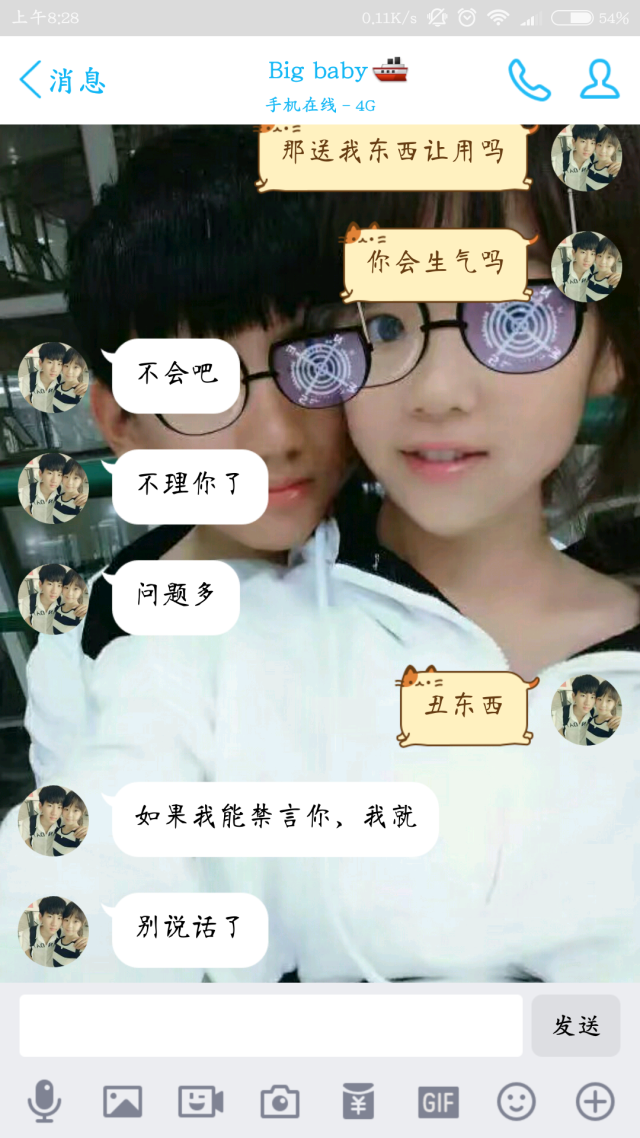 上午8:28
0.11K/s
54%
消息
Big baby
手机在线 - 4G
那送我东西让用吗
你会生气吗
不会吧
不理你了
问题多
丑东西
如果我能禁言你，我就
别说话了
发送
¥
GIF